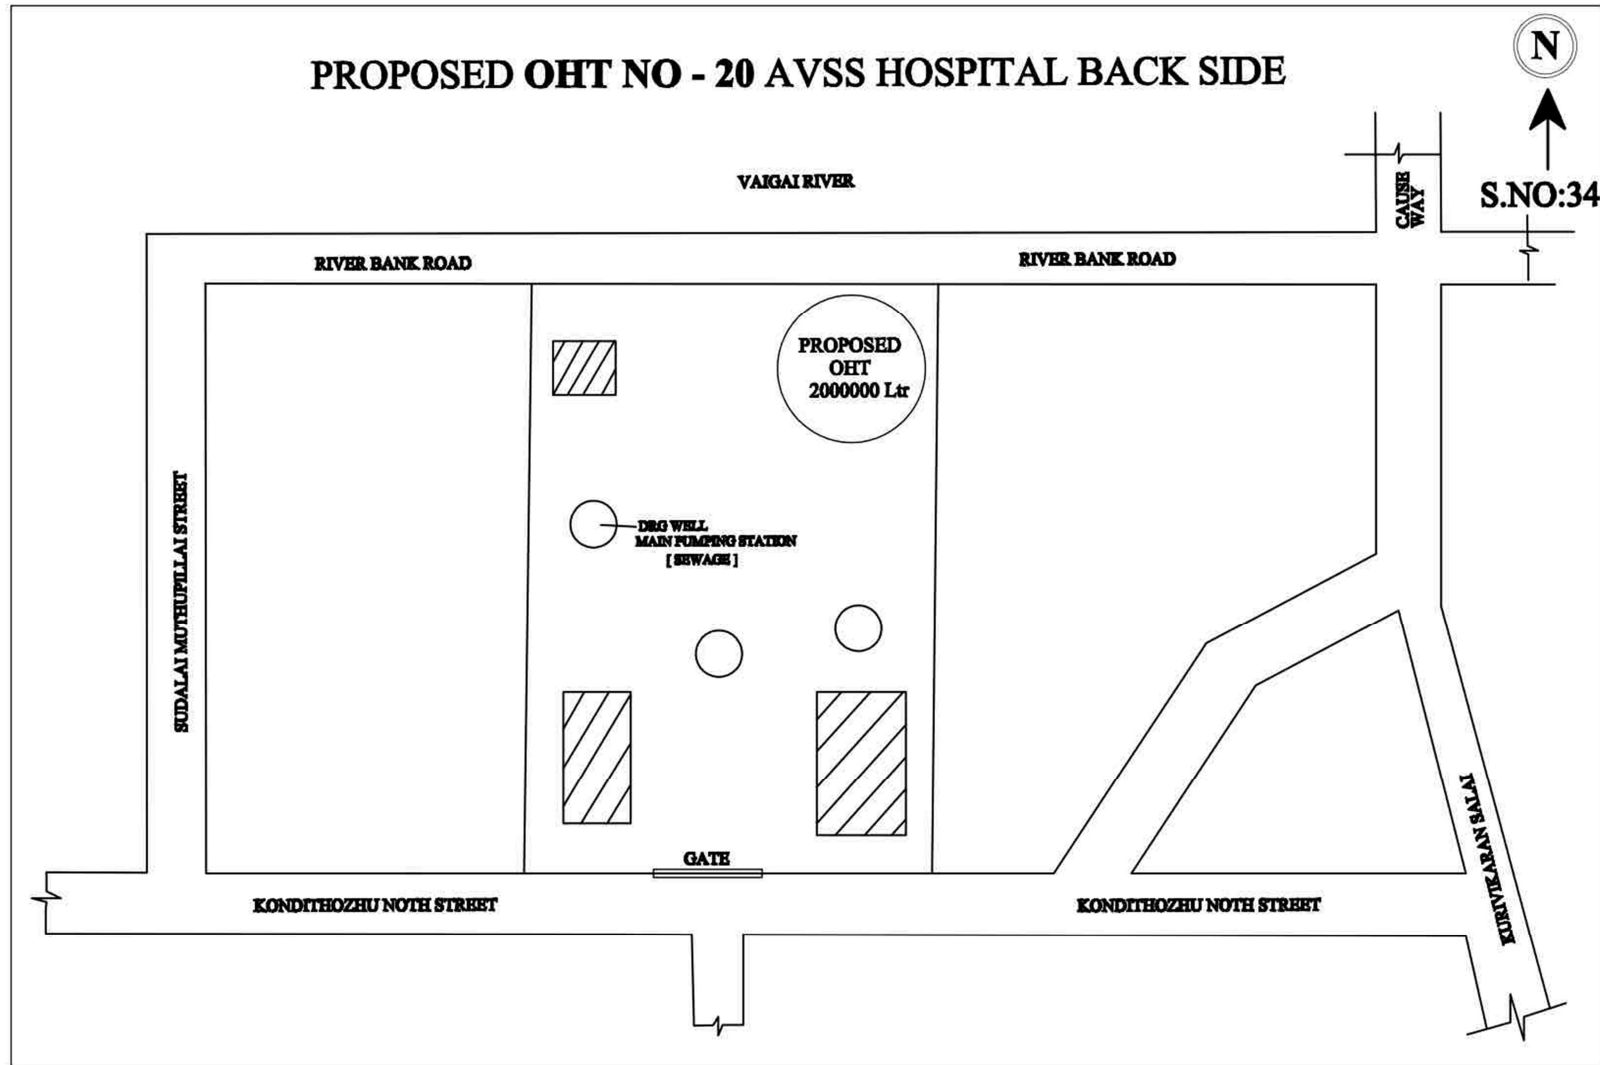 PROPOSED OHT NO - 20 AVSS HOSPITAL BACK SIDE
N
S.NO:34
VAIGAI RIVER
CAUSE
WAY
RIVER BANK ROAD
RIVER BANK ROAD
PROPOSED
OHT
2000000 Ltr
SUDALAI MUTHUPILLAI STREET
DRG WELL
MAIN PUMPING STATION
[ SEWAGE ]
GATE
KONDITHOZHU NOTH STREET
KONDITHOZHU NOTH STREET
KURIVIKARAN SALAI